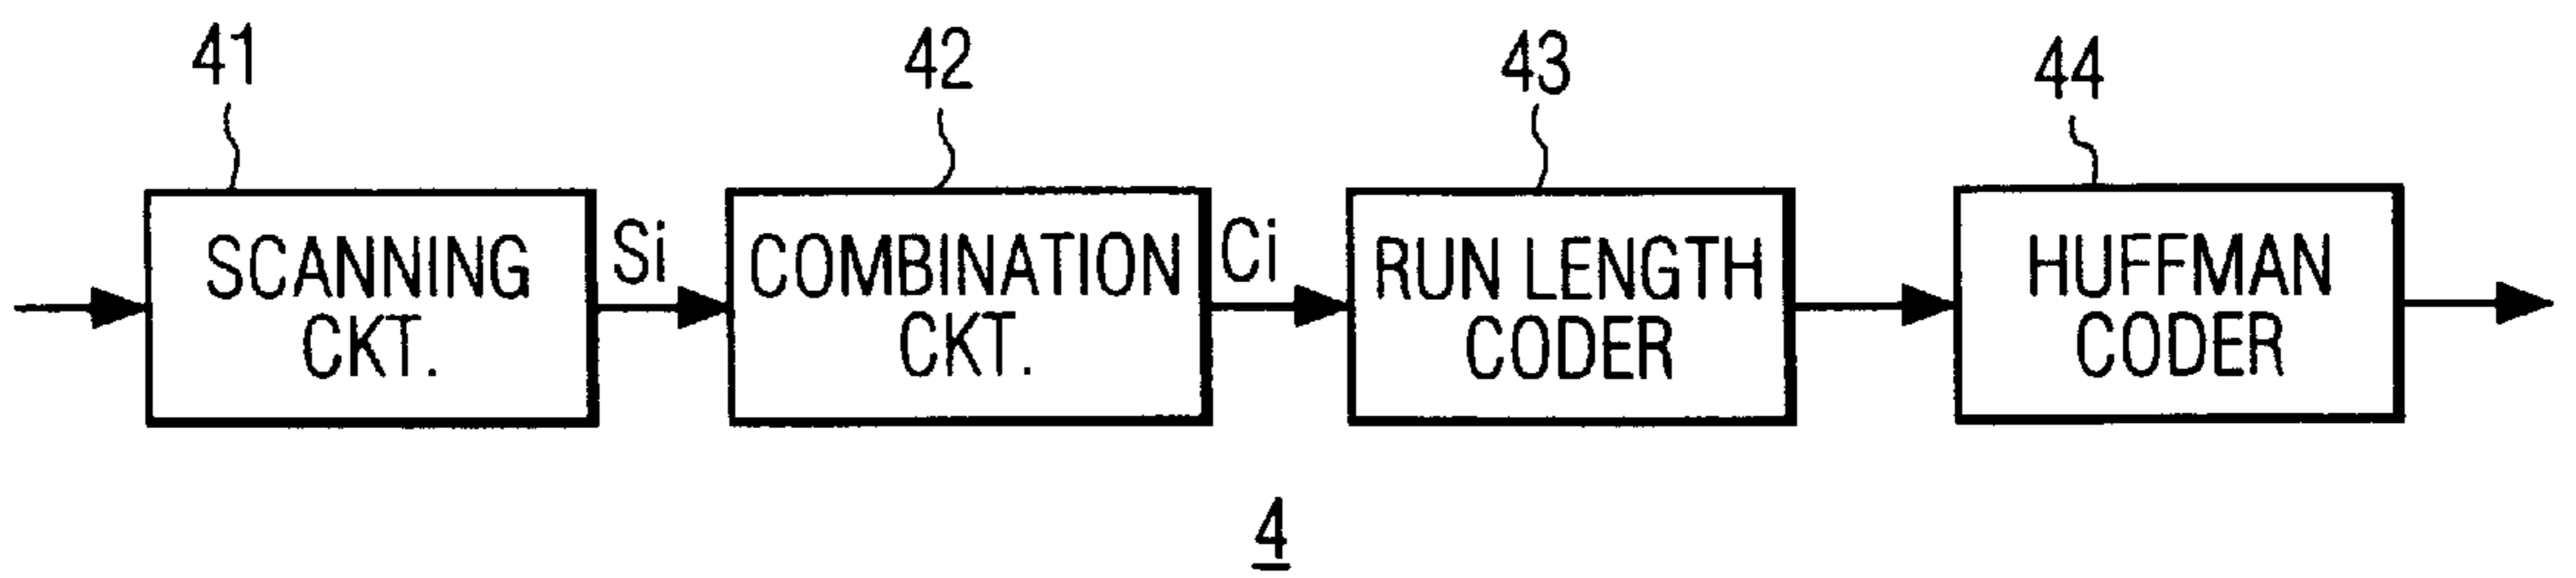 41
42
43
44
SCANNING
CKT.
Si
COMBINATION
CKT.
Ci
RUN LENGTH
CODER
HUFFMAN
CODER
4